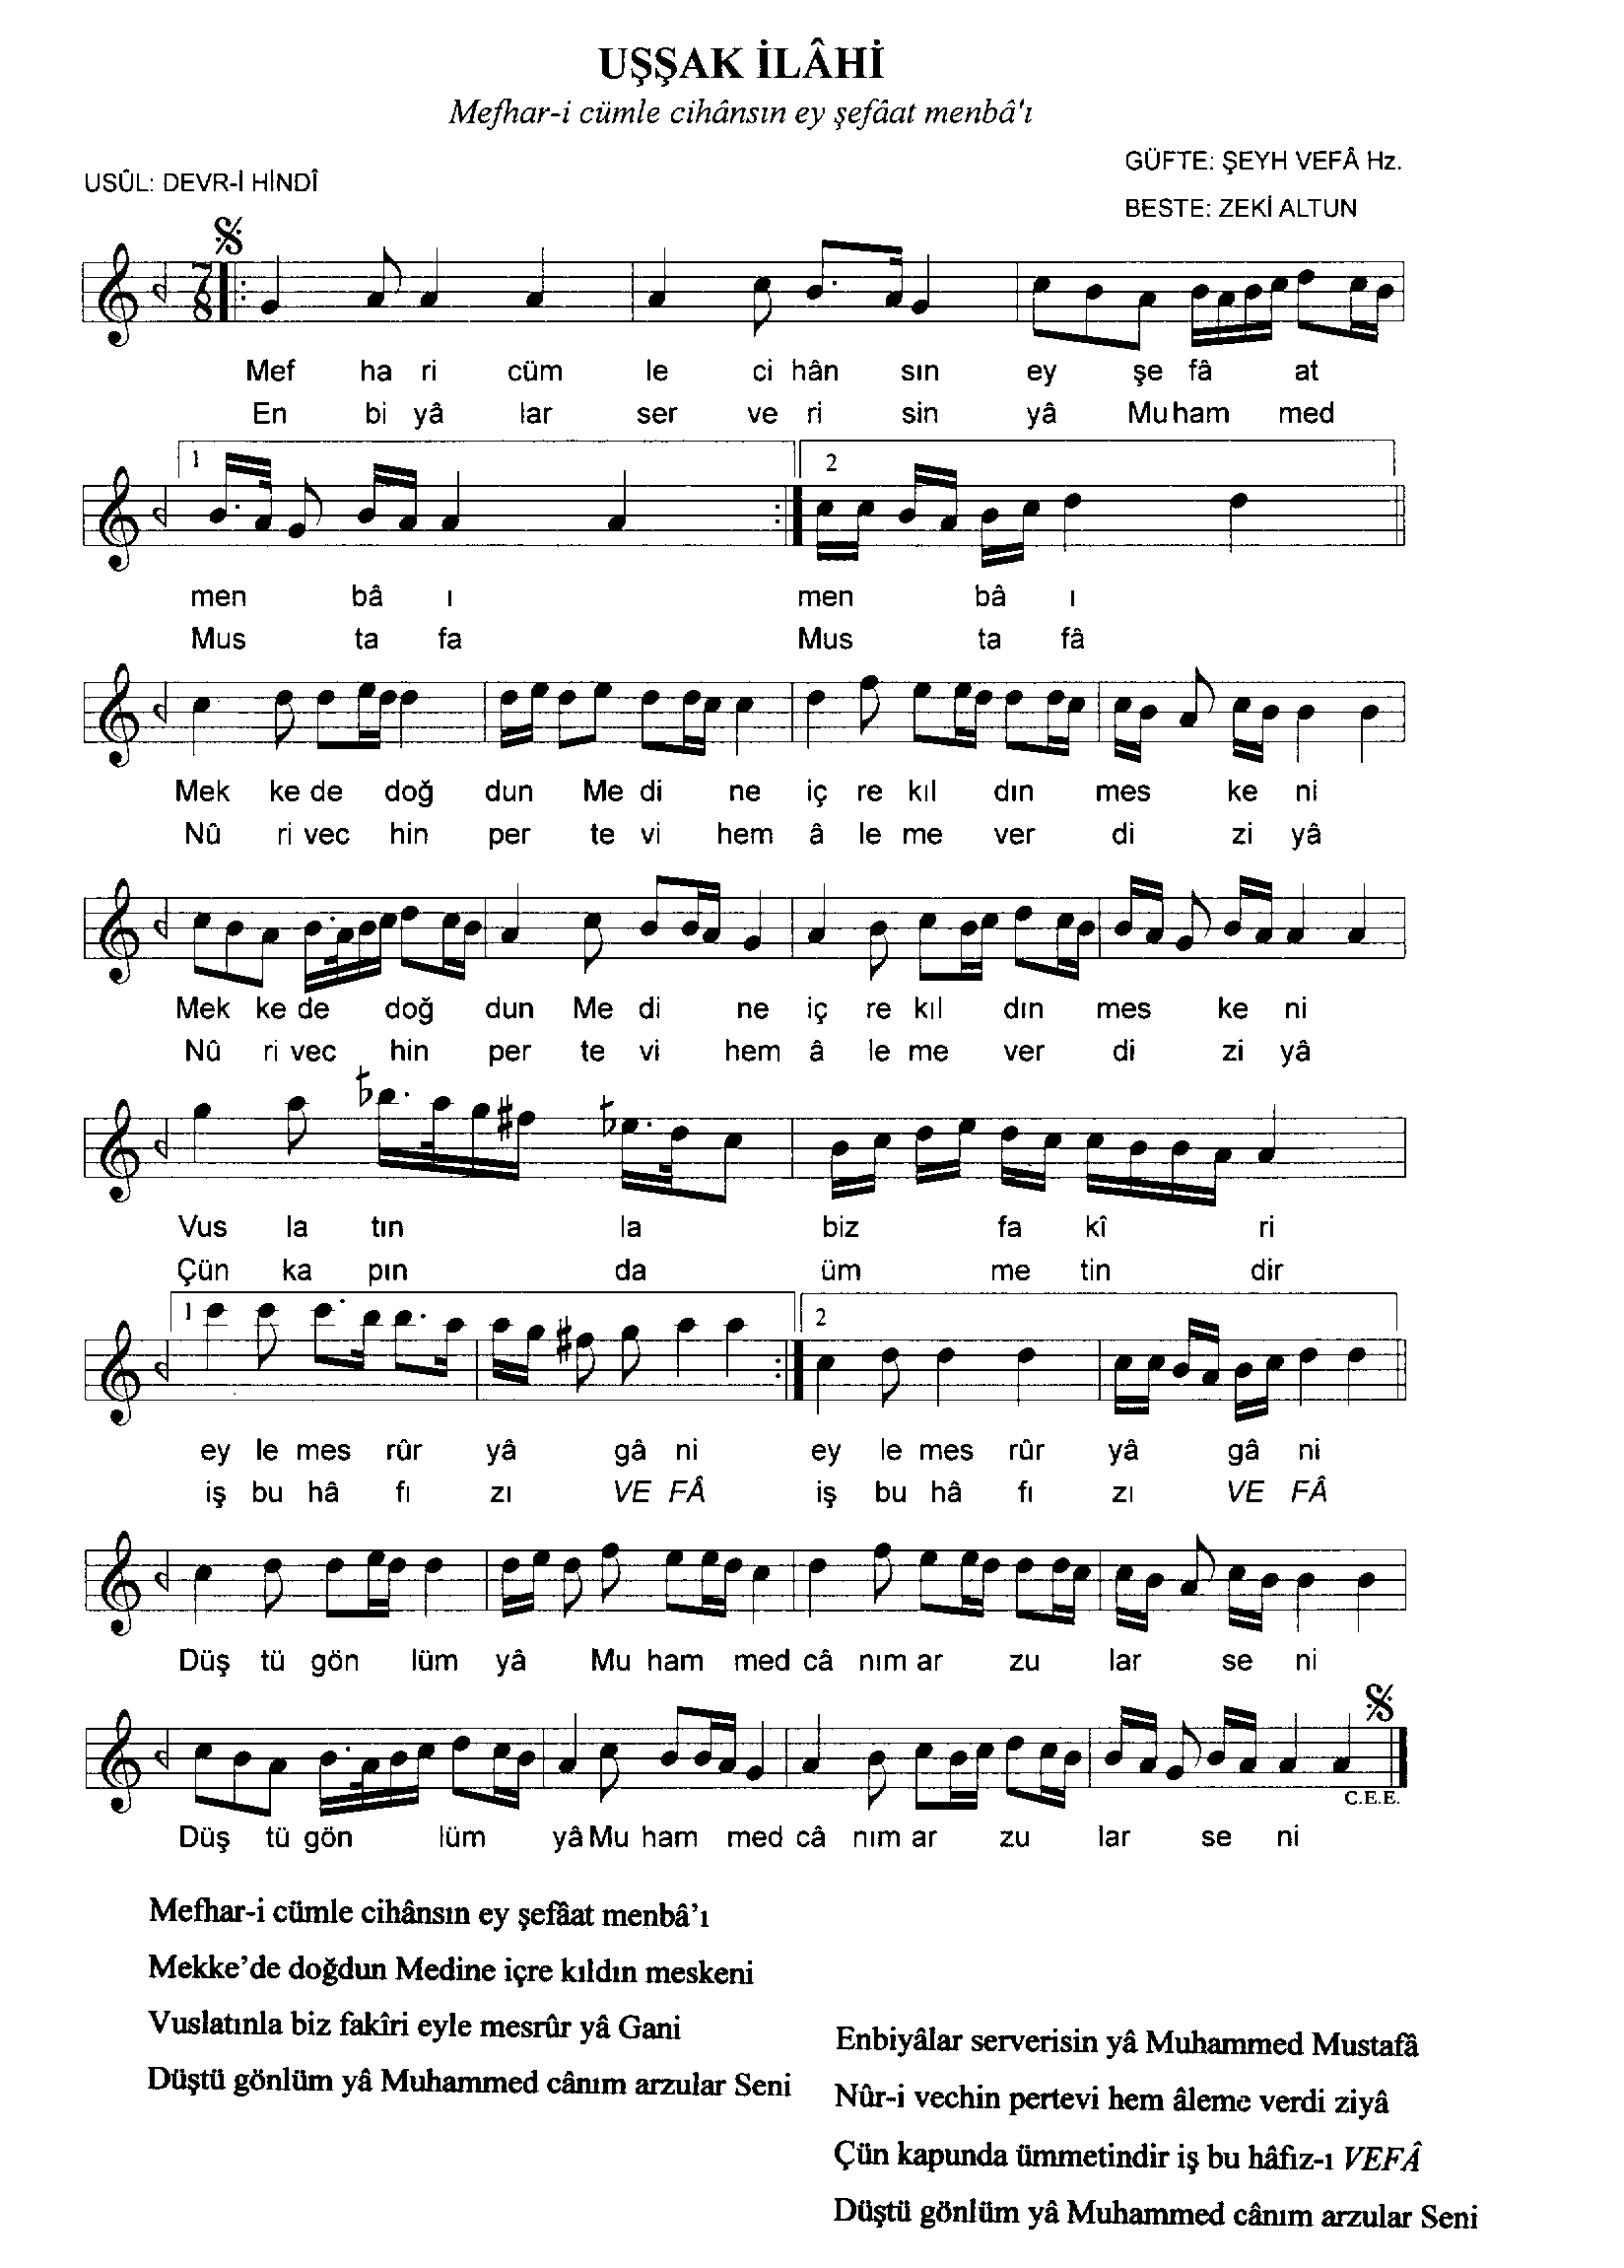 UŞŞAK İLÂHİ
Mefhar-i cümle cihânsın ey şefâat menbâ'ı
GÜFTE: ŞEYH VEFÂ Hz.
USÛL: DEVR-İ HİNDÎ
BESTE: ZEKİ ALTUN
7
8
Mef ha ri cüm le ci hân sın ey şe fâ at
En bi yâ lar ser ve ri sin yâ Mu ham med
1 2
men bâ ı men bâ ı
Mus ta fa Mus ta fâ
Mek ke de doğ dun Me di ne iç re kıl dın mes ke ni
Nû ri vec hin per te vi hem â le me ver di zi yâ
Mek ke de doğ dun Me di ne iç re kıl dın mes ke ni
Nû ri vec hin per te vi hem â le me ver di zi yâ
Vus la tın la biz fa kî ri
Çün ka pın da üm me tin dir
1 2
ey le mes rûr yâ gâ ni ey le mes rûr yâ gâ ni
iş bu hâ fı zı VE FÂ iş bu hâ fı zı VE FÂ
Düş tü gön lüm yâ Mu ham med câ nım ar zu lar se ni
C.E.E.
Düş tü gön lüm yâ Mu ham med câ nım ar zu lar se ni
Mefhar-i cümle cihânsın ey şefâat menbâ’ı
Mekke’de doğdun Medine içre kıldın meskeni
Vuslatınla biz fakîri eyle mesrûr yâ Gani
Düştü gönlüm yâ Muhammed cânım arzular Seni
Enbiyâlar serverisin yâ Muhammed Mustafâ
Nûr-i vechin pertevi hem âleme verdi ziyâ
Çün kapunda ümmetindir iş bu hâfız-ı VEFÂ
Düştü gönlüm yâ Muhammed cânım arzular Seni